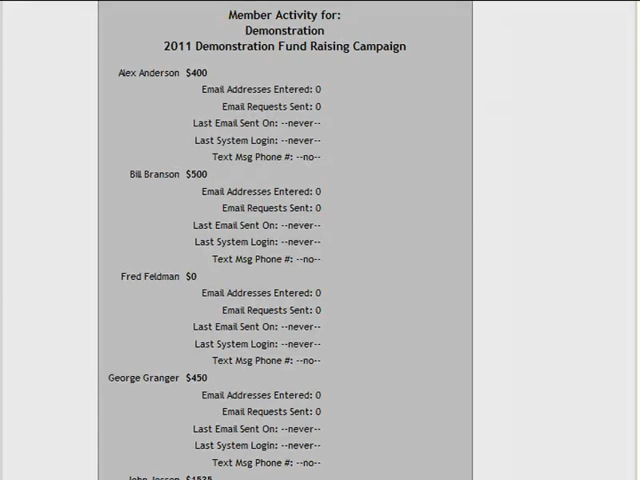 Member Activity for:
Demonstration
2011 Demonstration Fund Raising Campaign
Alex Anderson $400
Email Addresses Entered: 0
Email Requests Sent: 0
Last Email Sent On: --never--
Last System Login: --never--
Text Msg Phone #: --no--
Bill Branson $500
Email Addresses Entered: 0
Email Requests Sent: 0
Last Email Sent On: --never--
Last System Login: --never--
Text Msg Phone #: --no--
Fred Feldman $0
Email Addresses Entered: 0
Email Requests Sent: 0
Last Email Sent On: --never--
Last System Login: --never--
Text Msg Phone #: --no--
George Granger $450
Email Addresses Entered: 0
Email Requests Sent: 0
Last Email Sent On: --never--
Last System Login: --never--
Text Msg Phone #: --no--
John